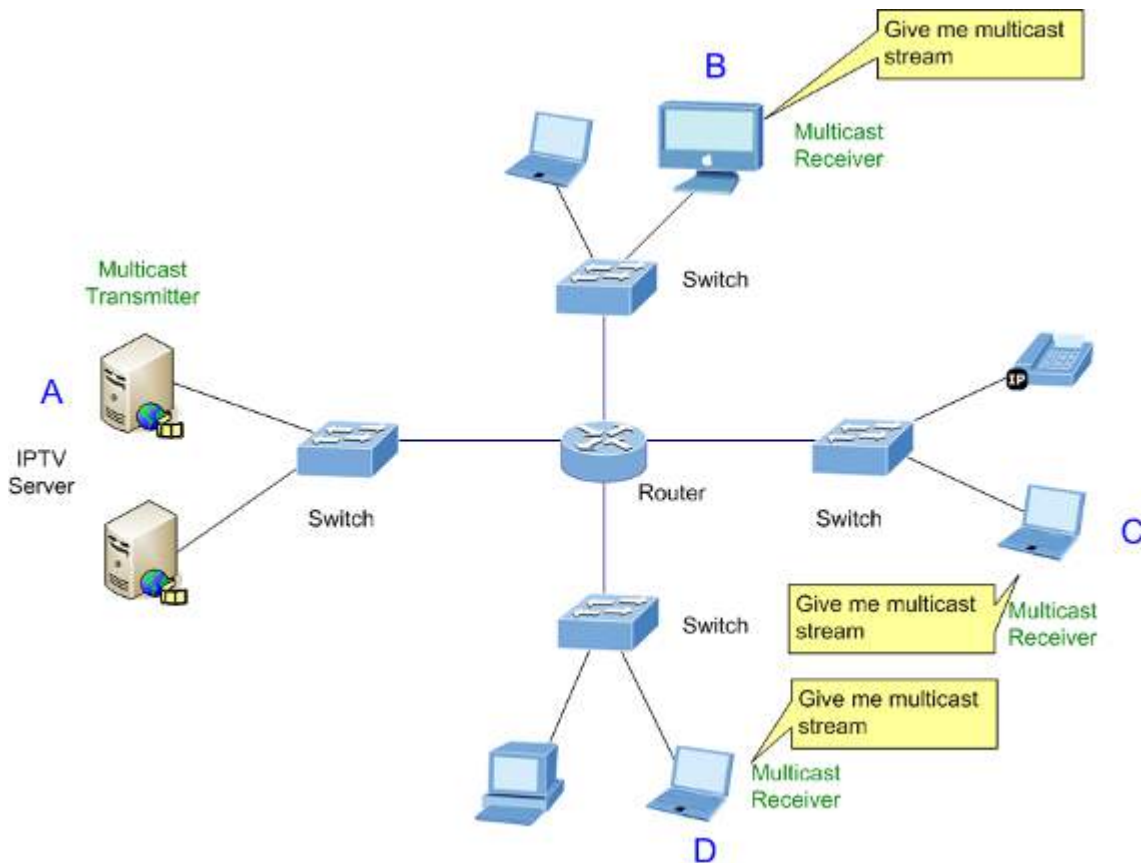 Give me multicast
stream
B
Multicast
Receiver
Multicast
Transmitter
Switch
A
IP
IPTV
Server
Switch
Router
Switch
C
Give me multicast
stream
Multicast
Receiver
Switch
Give me multicast
stream
Multicast
Receiver
D